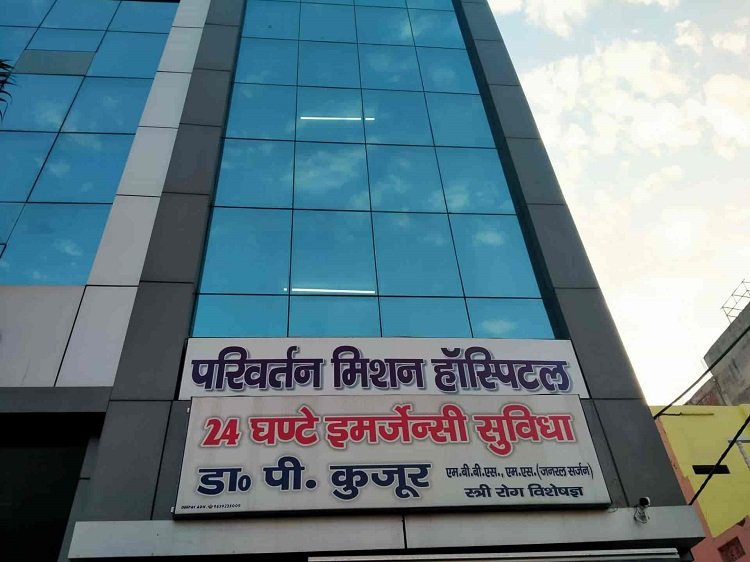 परिवर्तन मिशन हॉस्पिटल
24 घण्टे इमर्जेन्सी सुविधा
डा० पी. कुजूर
एम.बी.बी.एस., एम.एस.(जनरल सर्जन)
स्त्री रोग विशेषज्ञ